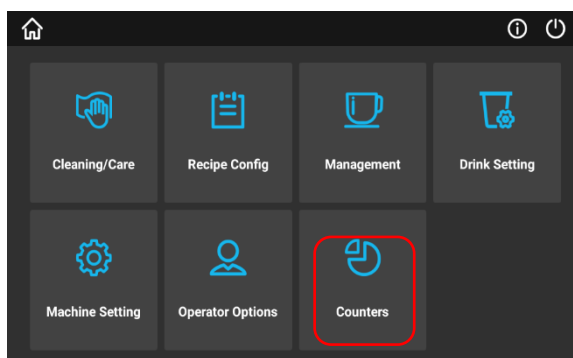 Cleaning/Care
Recipe Config
Management
Drink Setting
Machine Setting
Operator Options
Counters